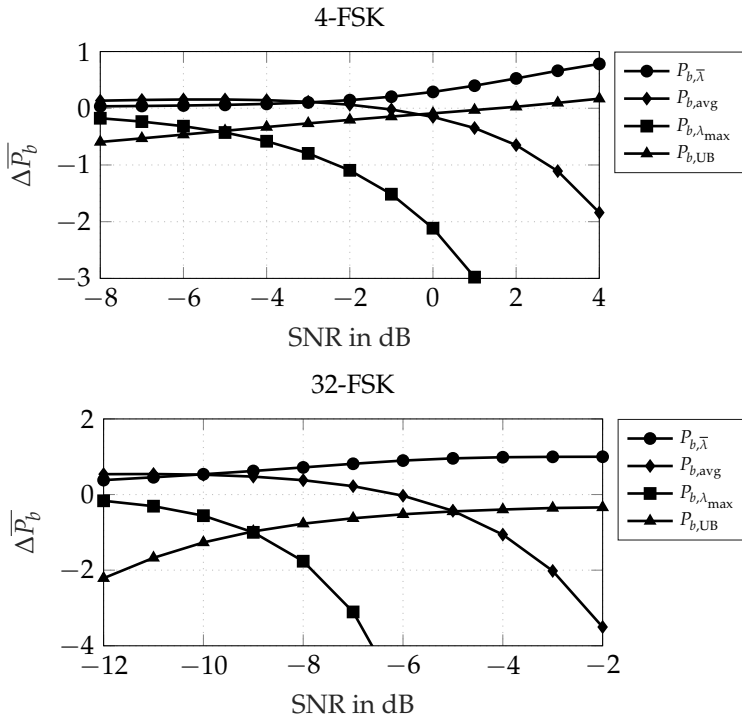 4-FSK
1
0
−1
−2
−3
−8 −6 −4 −2 0 2 4
SNR in dB
ΔP̅_b
P_{b,λ̅}
P_{b,avg}
P_{b,λ_max}
P_{b,UB}
32-FSK
2
0
−2
−4
−12 −10 −8 −6 −4 −2
SNR in dB
ΔP̅_b
P_{b,λ̅}
P_{b,avg}
P_{b,λ_max}
P_{b,UB}